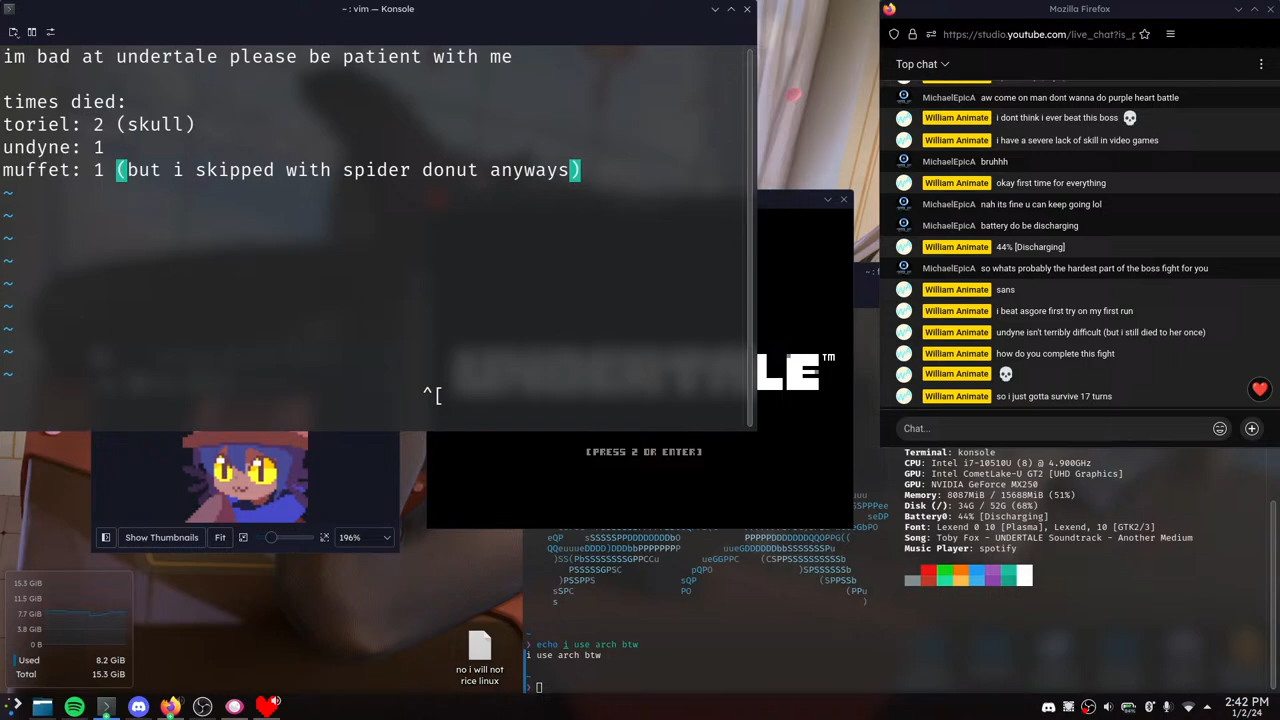 ~ : vim — Konsole
im bad at undertale please be patient with me
times died:
toriel: 2 (skull)
undyne: 1
muffet: 1 (but i skipped with spider donut anyways)
~
~
~
~
~
~
~
~
~
^[
LE™
[PRESS Z OR ENTER]
Mozilla Firefox
https://studio.youtube.com/live_chat?is_p
Top chat
MichaelEpicA aw come on man dont wanna do purple heart battle
William Animate i dont think i ever beat this boss 💀
William Animate i have a severe lack of skill in video games
MichaelEpicA bruhhh
William Animate okay first time for everything
MichaelEpicA nah its fine u can keep going lol
MichaelEpicA battery do be discharging
William Animate 44% [Discharging]
MichaelEpicA so whats probably the hardest part of the boss fight for you
William Animate sans
William Animate i beat asgore first try on my first run
William Animate undyne isn't terribly difficult (but i still died to her once)
William Animate how do you complete this fight
William Animate 💀
William Animate so i just gotta survive 17 turns
Chat...
Terminal: konsole
CPU: Intel i7-10510U (8) @ 4.900GHz
GPU: Intel CometLake-U GT2 [UHD Graphics]
GPU: NVIDIA GeForce MX250
Memory: 8087MiB / 15688MiB (51%)
Disk (/): 34G / 52G (68%)
Battery0: 44% [Discharging]
Font: Lexend 0 10 [Plasma], Lexend, 10 [GTK2/3]
Song: Toby Fox - UNDERTALE Soundtrack - Another Medium
Music Player: spotify
Show Thumbnails
Fit
196%
15.3 GiB
11.5 GiB
7.7 GiB
3.8 GiB
0 B
Used 8.2 GiB
Total 15.3 GiB
no i will not
rice linux
~
❯ echo i use arch btw
i use arch btw
~
❯
2:42 PM
1/2/24